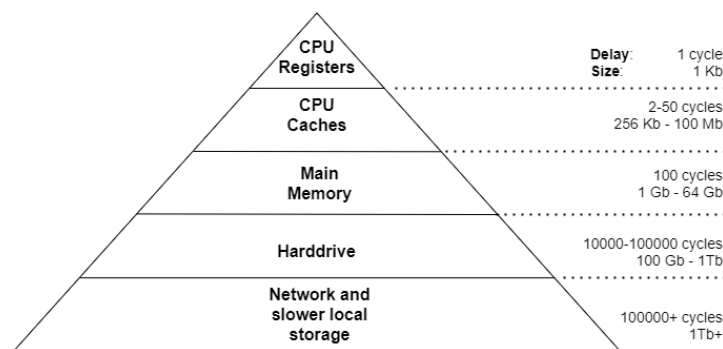 CPU
Registers
Delay: 1 cycle
Size: 1 Kb
CPU
Caches
2-50 cycles
256 Kb - 100 Mb
Main
Memory
100 cycles
1 Gb - 64 Gb
Harddrive
10000-100000 cycles
100 Gb - 1Tb
Network and
slower local
storage
100000+ cycles
1Tb+